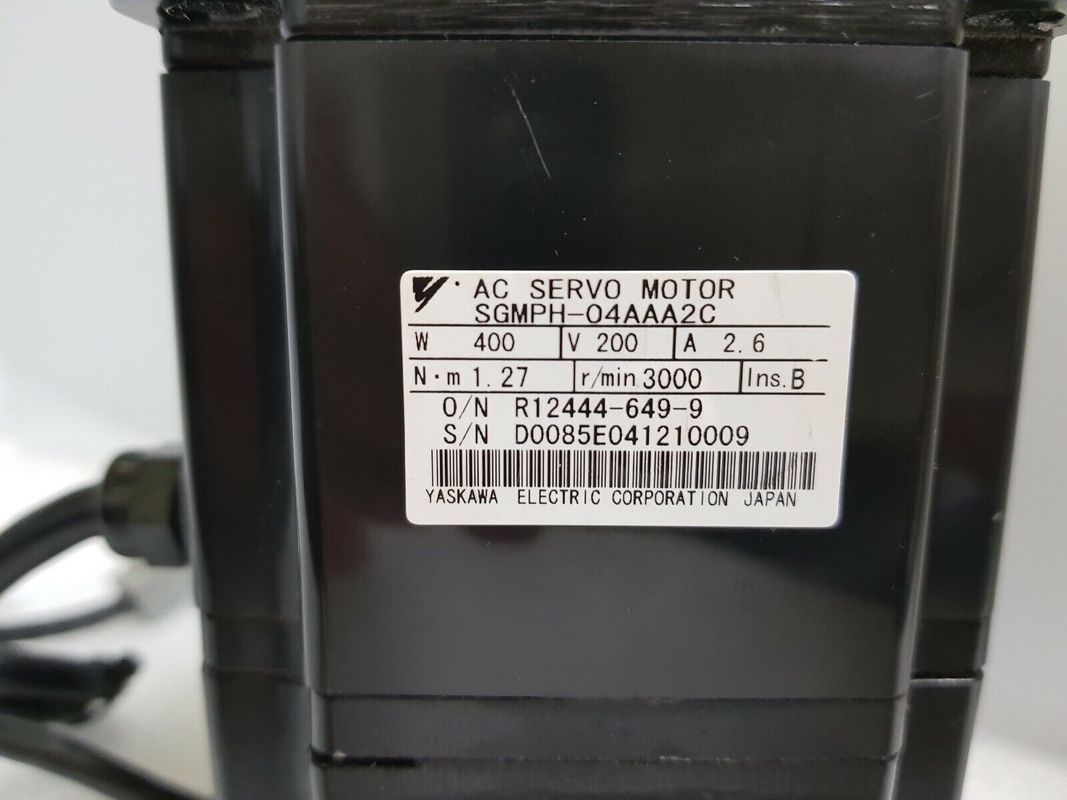 AC SERVO MOTOR
SGMPH-04AAA2C
W 400 V 200 A 2.6
N·m 1.27 r/min 3000 Ins. B
O/N R12444-649-9
S/N D0085E041210009
YASKAWA ELECTRIC CORPORATION JAPAN